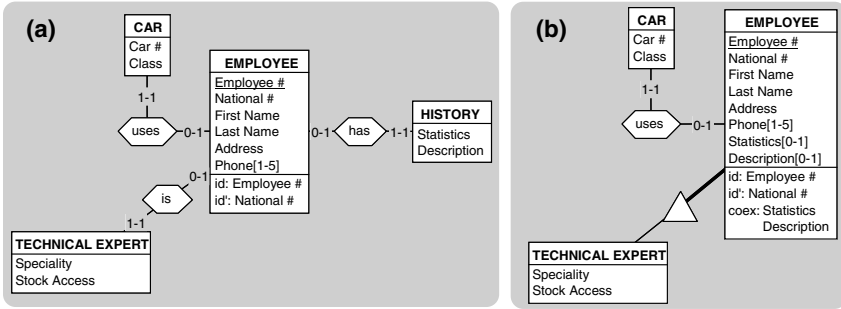 (a)
CAR
Car #
Class
1-1
uses
0-1
EMPLOYEE
Employee #
National #
First Name
Last Name
Address
Phone[1-5]
id: Employee #
id': National #
0-1
has
1-1
HISTORY
Statistics
Description
0-1
is
1-1
TECHNICAL EXPERT
Speciality
Stock Access
(b)
CAR
Car #
Class
1-1
uses
0-1
EMPLOYEE
Employee #
National #
First Name
Last Name
Address
Phone[1-5]
Statistics[0-1]
Description[0-1]
id: Employee #
id': National #
coex: Statistics
Description
TECHNICAL EXPERT
Speciality
Stock Access